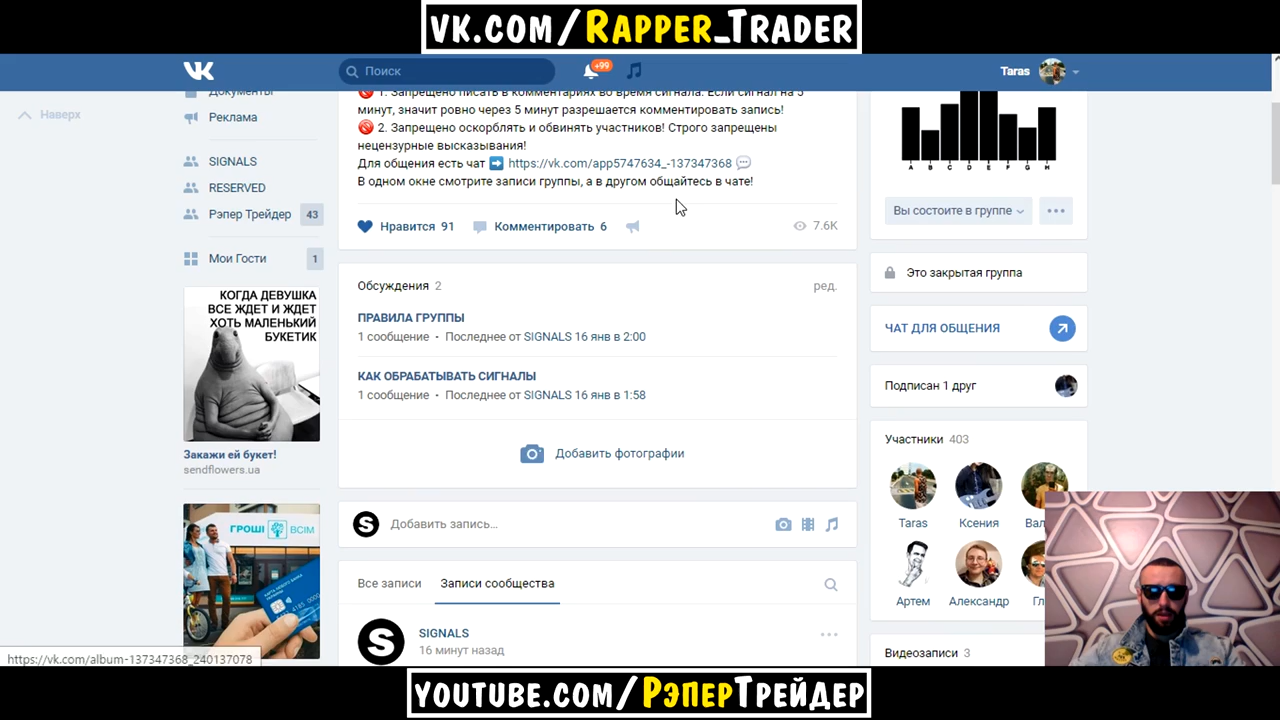 VK.COM/RAPPER_TRADER
Поиск
+99
Taras
Наверх
Документы
Реклама
SIGNALS
RESERVED
Рэпер Трейдер 43
Мои Гости 1
КОГДА ДЕВУШКА
ВСЕ ЖДЕТ И ЖДЕТ
ХОТЬ МАЛЕНЬКИЙ
БУКЕТИК
Закажи ей букет!
sendflowers.ua
ГРОШІ ВСІМ
1. Запрещено писать в комментариях во время сигнала. Если сигнал на 5
минут, значит ровно через 5 минут разрешается комментировать запись!
2. Запрещено оскорблять и обвинять участников! Строго запрещены
нецензурные высказывания!
Для общения есть чат https://vk.com/app5747634_-137347368
В одном окне смотрите записи группы, а в другом общайтесь в чате!
Нравится 91 Комментировать 6 7.6K
Обсуждения 2 ред.
ПРАВИЛА ГРУППЫ
1 сообщение • Последнее от SIGNALS 16 янв в 2:00
КАК ОБРАБАТЫВАТЬ СИГНАЛЫ
1 сообщение • Последнее от SIGNALS 16 янв в 1:58
Добавить фотографии
S Добавить запись...
Все записи Записи сообщества
S SIGNALS
16 минут назад
A B C D E F G H
Вы состоите в группе
Это закрытая группа
ЧАТ ДЛЯ ОБЩЕНИЯ
Подписан 1 друг
Участники 403
Taras Ксения
Артем Александр
Видеозаписи 3
https://vk.com/album-137347368_240137078
YOUTUBE.COM/РЭПЕРТРЕЙДЕР